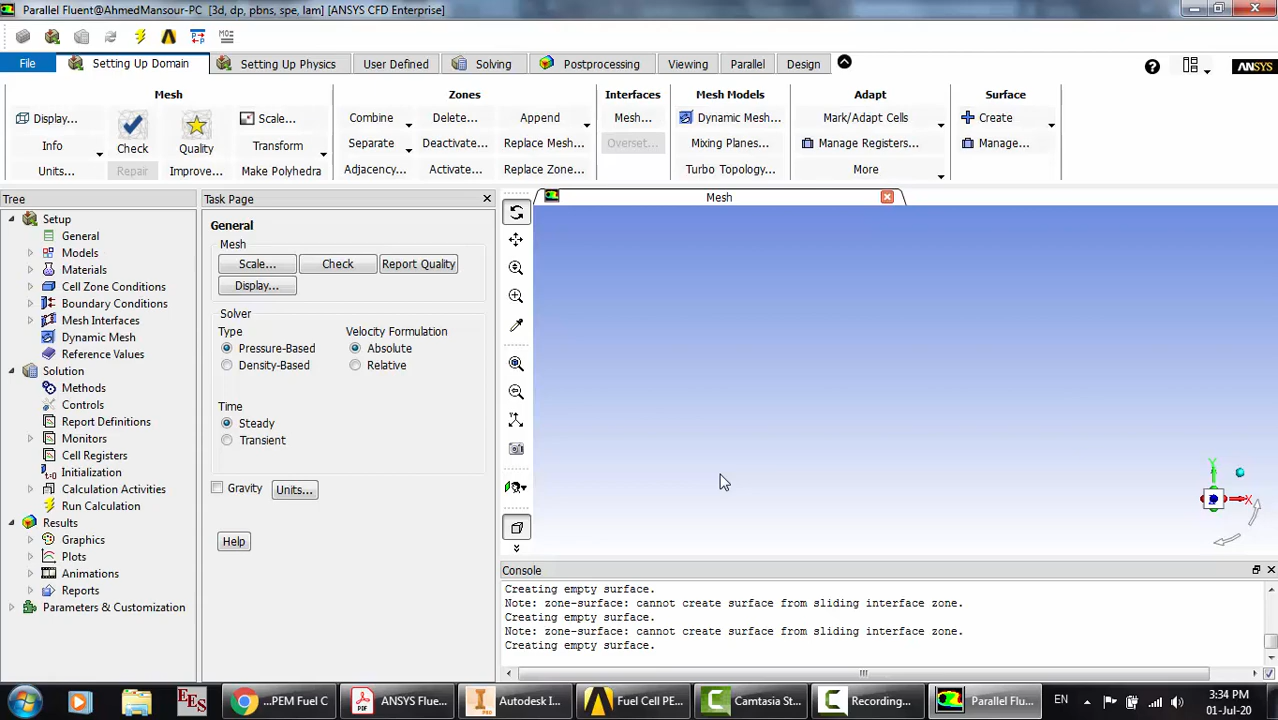 Parallel Fluent@AhmedMansour-PC [3d, dp, pbns, spe, lam] [ANSYS CFD Enterprise]
File
Setting Up Domain
Setting Up Physics
User Defined
Solving
Postprocessing
Viewing
Parallel
Design
ANSYS
Mesh
Zones
Interfaces
Mesh Models
Adapt
Surface
Display...
Scale...
Combine
Delete...
Append
Mesh...
Dynamic Mesh...
Mark/Adapt Cells
Create
Info
Check
Quality
Transform
Separate
Deactivate...
Replace Mesh...
Overset...
Mixing Planes...
Manage Registers...
Manage...
Units...
Repair
Improve...
Make Polyhedra
Adjacency...
Activate...
Replace Zone...
Turbo Topology...
More
Tree
Setup
General
Models
Materials
Cell Zone Conditions
Boundary Conditions
Mesh Interfaces
Dynamic Mesh
Reference Values
Solution
Methods
Controls
Report Definitions
Monitors
Cell Registers
Initialization
Calculation Activities
Run Calculation
Results
Graphics
Plots
Animations
Reports
Parameters & Customization
Task Page
General
Mesh
Scale...
Check
Report Quality
Display...
Solver
Type
Velocity Formulation
Pressure-Based
Absolute
Density-Based
Relative
Time
Steady
Transient
Gravity
Units...
Help
Mesh
Y
X
Console
Creating empty surface.
Note: zone-surface: cannot create surface from sliding interface zone.
Creating empty surface.
Note: zone-surface: cannot create surface from sliding interface zone.
Creating empty surface.
EES
...PEM Fuel C
ANSYS Flue...
Autodesk I...
Fuel Cell PE...
Camtasia St...
Recording...
Parallel Flu...
EN
3:34 PM
01-Jul-20